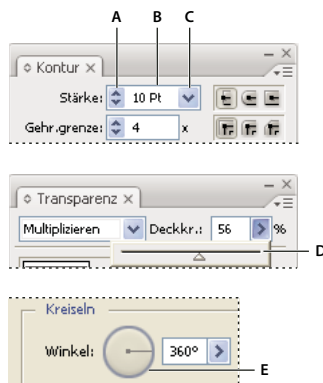 A B C
Kontur
Stärke: 10 Pt
Gehr.grenze: 4 x
Transparenz
Multiplizieren Deckkr.: 56 %
D
Kreiseln
Winkel: 360°
E